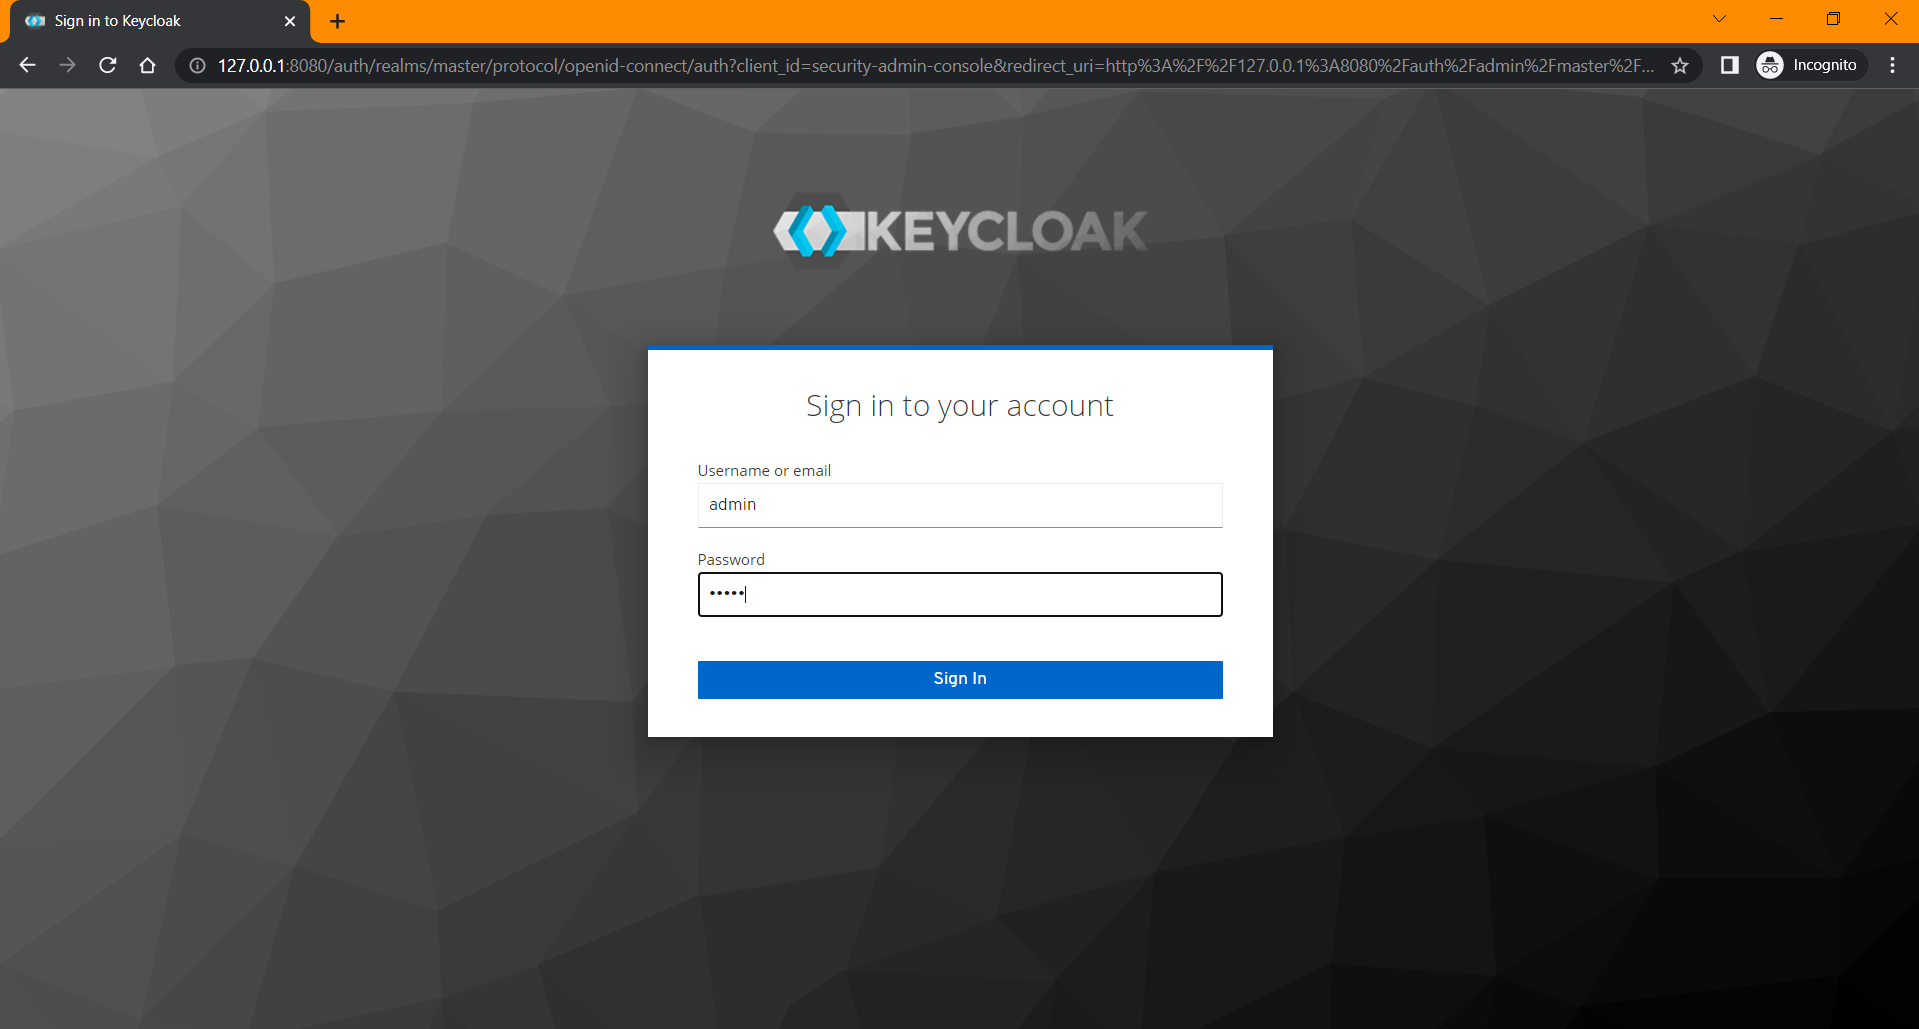 Sign in to Keycloak
127.0.0.1:8080/auth/realms/master/protocol/openid-connect/auth?client_id=security-admin-console&redirect_uri=http%3A%2F%2F127.0.0.1%3A8080%2Fauth%2Fadmin%2Fmaster%2F...
Incognito
KEYCLOAK
Sign in to your account
Username or email
admin
Password
•••••
Sign In